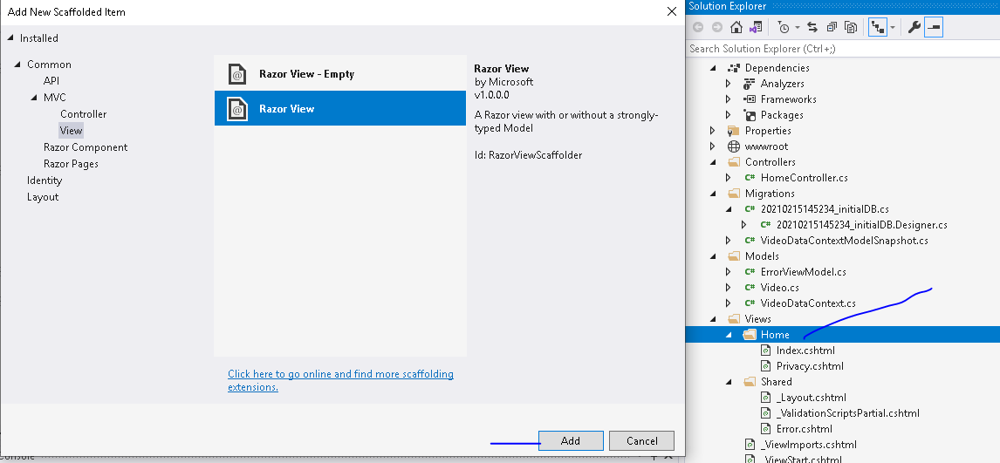 Add New Scaffolded Item
Installed
Common
API
MVC
Controller
View
Razor Component
Razor Pages
Identity
Layout
Razor View - Empty
Razor View
Click here to go online and find more scaffolding
extensions.
Razor View
by Microsoft
v1.0.0.0
A Razor view with or without a strongly-
typed Model
Id: RazorViewScaffolder
Add
Cancel
Console
Solution Explorer
Search Solution Explorer (Ctrl+;)
Dependencies
Analyzers
Frameworks
Packages
Properties
wwwroot
Controllers
C# HomeController.cs
Migrations
C# 20210215145234_initialDB.cs
C# 20210215145234_initialDB.Designer.cs
C# VideoDataContextModelSnapshot.cs
Models
C# ErrorViewModel.cs
C# Video.cs
C# VideoDataContext.cs
Views
Home
Index.cshtml
Privacy.cshtml
Shared
_Layout.cshtml
_ValidationScriptsPartial.cshtml
Error.cshtml
_ViewImports.cshtml
_ViewStart.cshtml